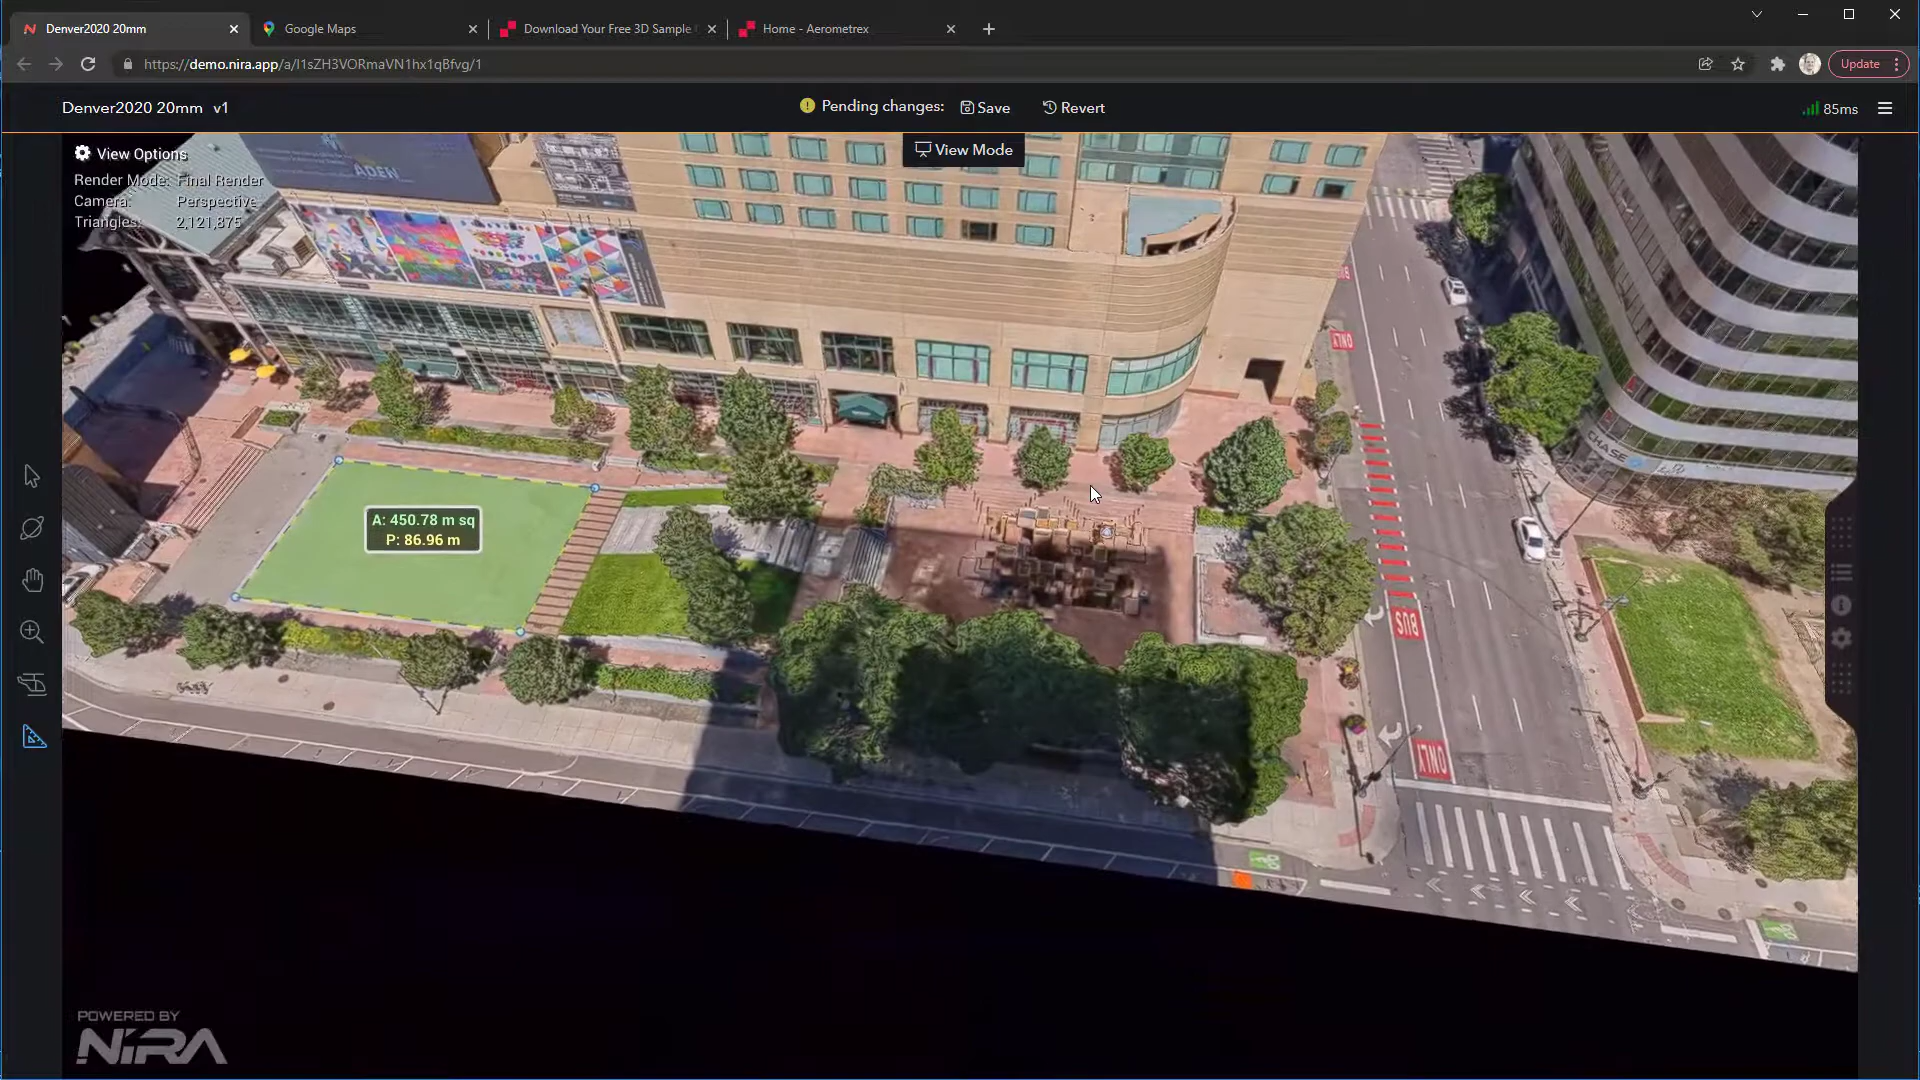 Denver2020 20mm
Google Maps
Download Your Free 3D Sample
Home - Aerometrex
https://demo.nira.app/a/I1sZH3VORmaVN1hx1qBfvg/1
Update
Denver2020 20mm v1
Pending changes: Save Revert
85ms
View Mode
View Options
Render Mode: Final Render
Camera: Perspective
Triangles: 2,121,875
ADEN
ONLY
CHASE
A: 450.78 m sq
P: 86.96 m
BUS
ONLY
POWERED BY
NIRA